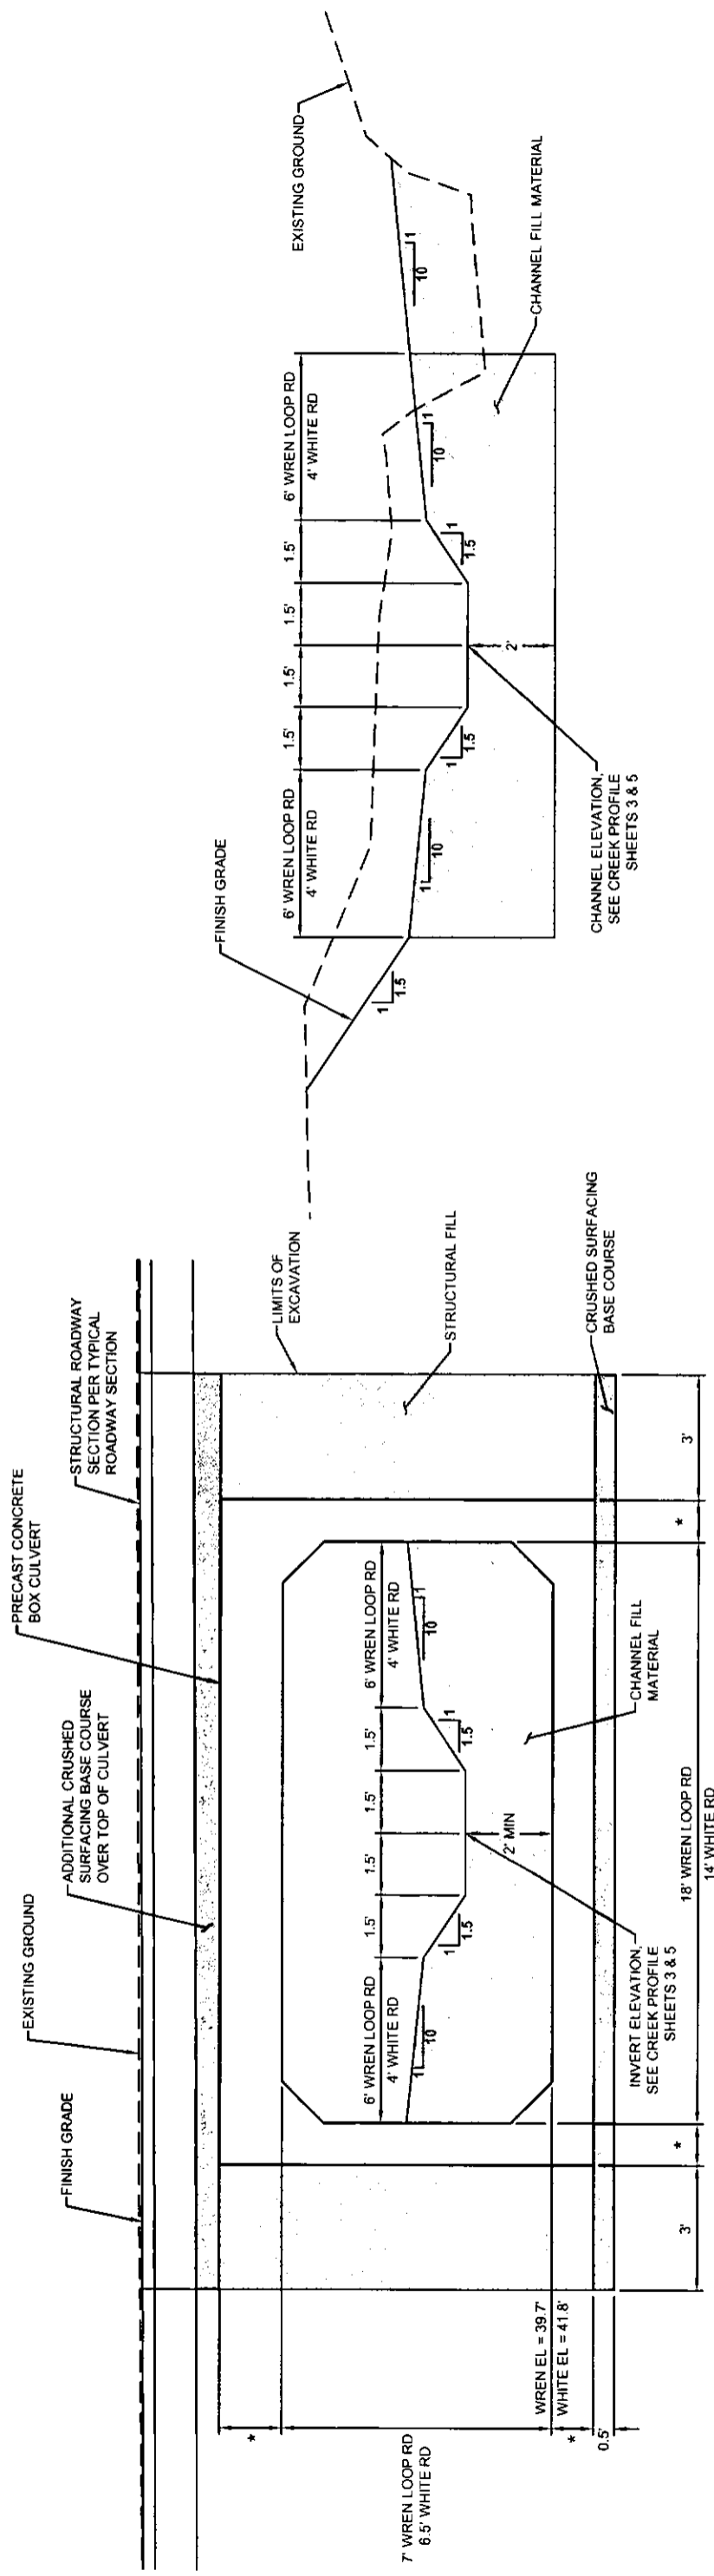 FINISH GRADE
EXISTING GROUND
ADDITIONAL CRUSHED
SURFACING BASE COURSE
OVER TOP OF CULVERT
PRECAST CONCRETE
BOX CULVERT
STRUCTURAL ROADWAY
SECTION PER TYPICAL
ROADWAY SECTION
LIMITS OF
EXCAVATION
STRUCTURAL FILL
CRUSHED SURFACING
BASE COURSE
*
7' WREN LOOP RD
6.5' WHITE RD
WREN EL = 39.7'
WHITE EL = 41.8'
*
0.5'
6' WREN LOOP RD
4' WHITE RD
1.5'
1.5'
1.5'
1.5'
6' WREN LOOP RD
4' WHITE RD
1
10
1
1.5
1
1.5
1
10
2' MIN
INVERT ELEVATION,
SEE CREEK PROFILE
SHEETS 3 & 5
CHANNEL FILL
MATERIAL
3'
*
18' WREN LOOP RD
14' WHITE RD
*
3'
FINISH GRADE
6' WREN LOOP RD
4' WHITE RD
1.5'
1.5'
1.5'
1.5'
6' WREN LOOP RD
4' WHITE RD
EXISTING GROUND
1
1.5
1
10
1
1.5
1
1.5
1
10
1
10
2'
CHANNEL ELEVATION,
SEE CREEK PROFILE
SHEETS 3 & 5
CHANNEL FILL MATERIAL